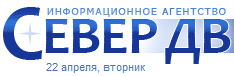 ИНФОРМАЦИОННОЕ АГЕНТСТВО
СЕВЕР ДВ
22 апреля, вторник